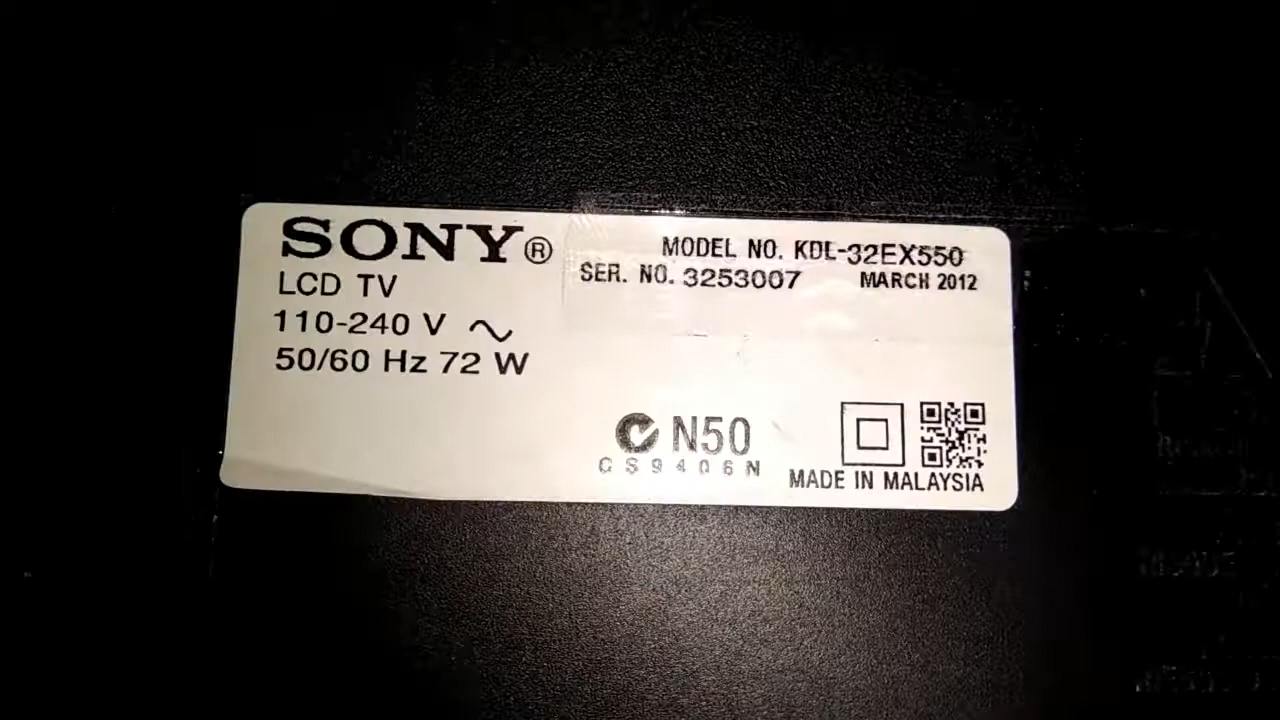 SONY®
LCD TV
110-240 V ~
50/60 Hz 72 W
MODEL NO. KDL-32EX550
SER. NO. 3253007 MARCH 2012
N50
CS9406N
MADE IN MALAYSIA